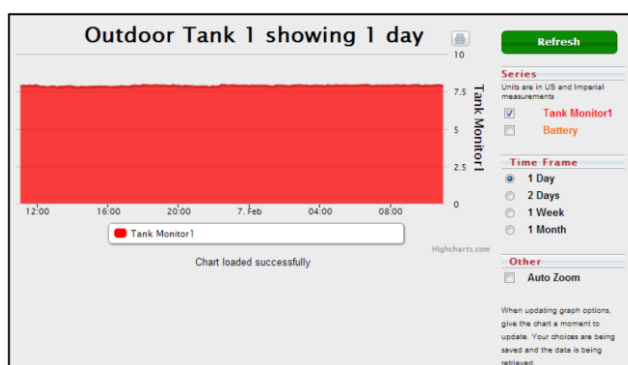 Outdoor Tank 1 showing 1 day
10
7.5
5
2.5
0
Tank Monitor1
12:00 16:00 20:00 7. Feb 04:00 08:00
Tank Monitor1
Highcharts.com
Chart loaded successfully
Refresh
Series
Units are in US and Imperial
measurements
Tank Monitor1
Battery
Time Frame
1 Day
2 Days
1 Week
1 Month
Other
Auto Zoom
When updating graph options,
give the chart a moment to
update. Your choices are being
saved and the data is being
retrieved.